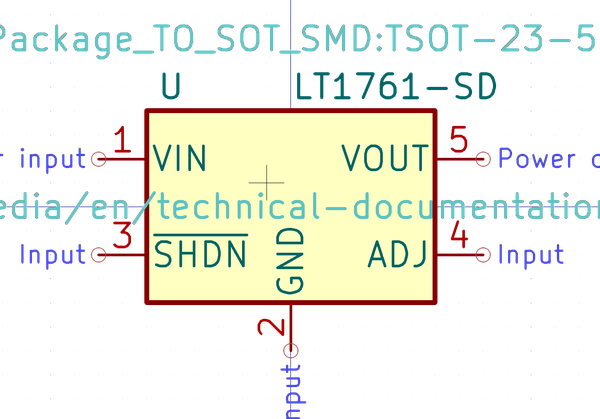 Package_TO_SOT_SMD:TSOT-23-5
U LT1761-SD
1 5
input VIN VOUT Power
edia/en/technical-documentation
3 4
Input SHDN GND ADJ Input
2
nput